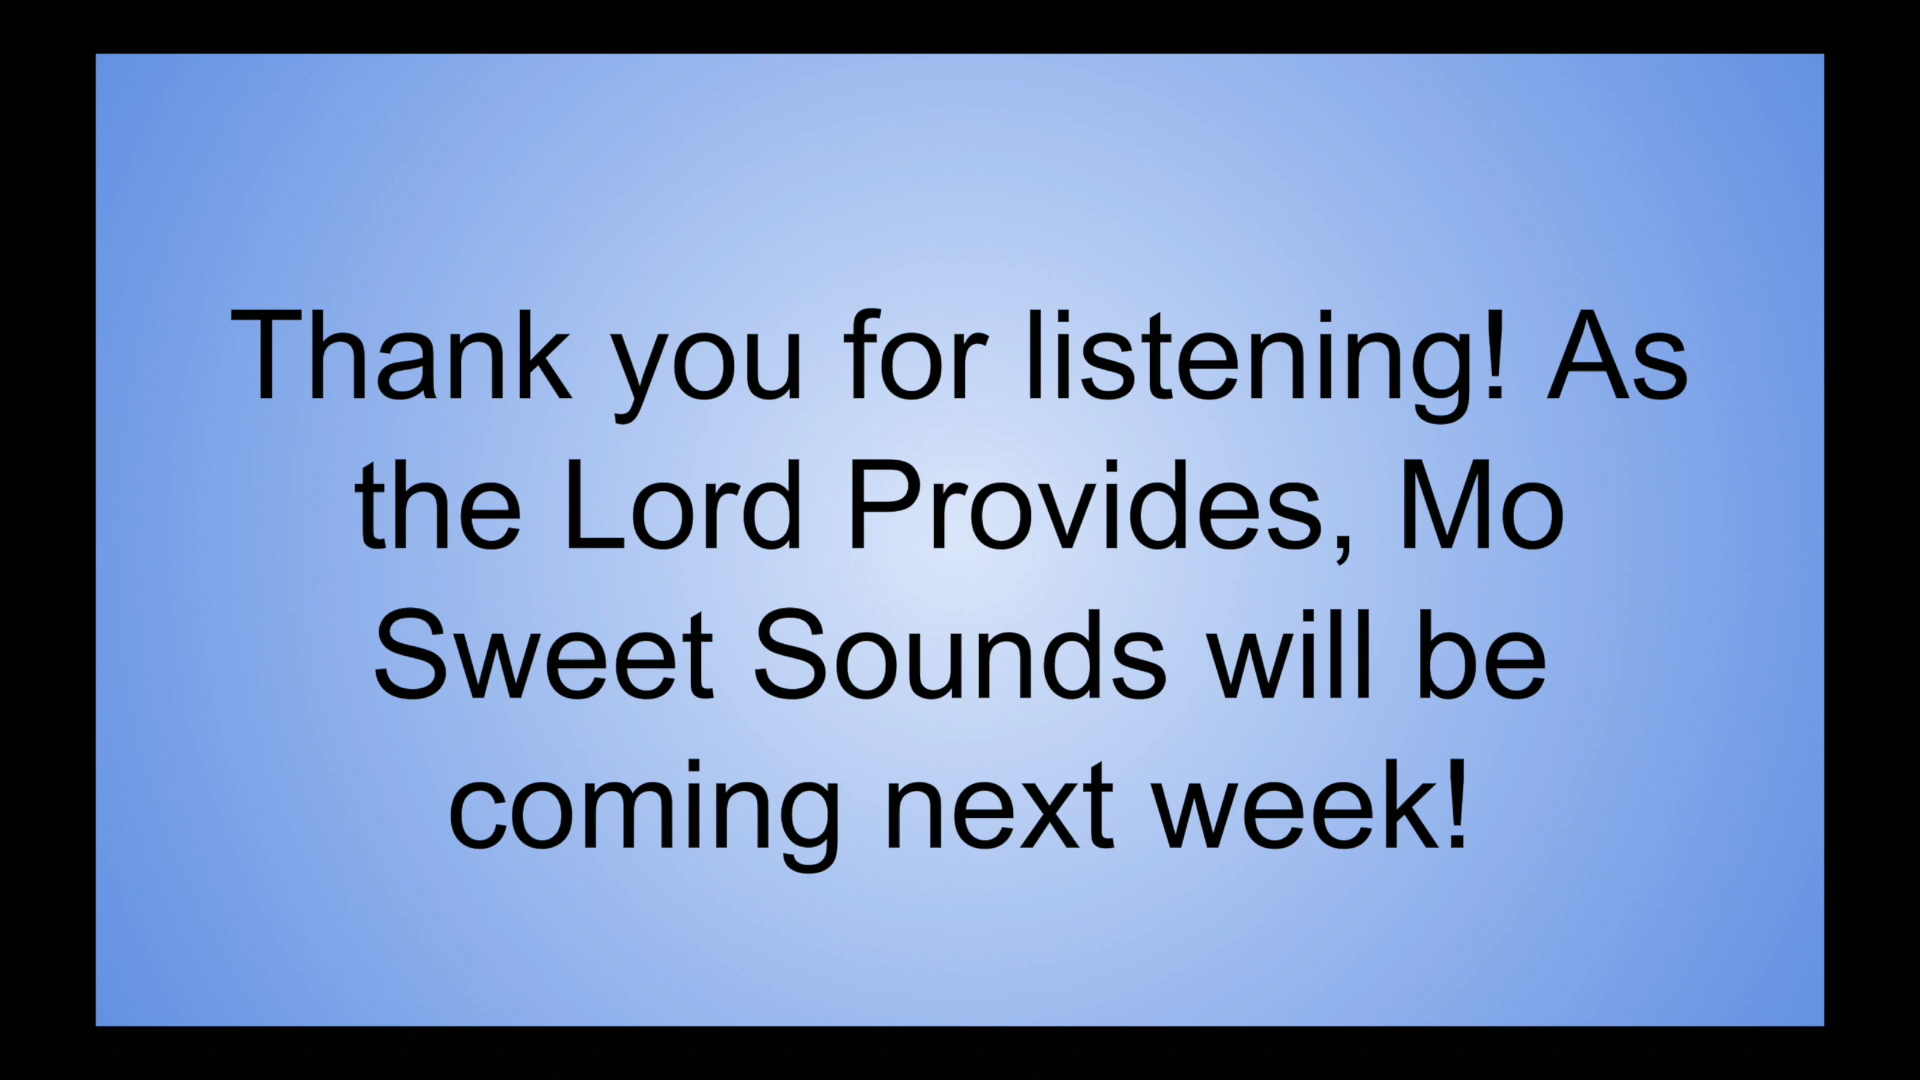 Thank you for listening! As
the Lord Provides, Mo
Sweet Sounds will be
coming next week!